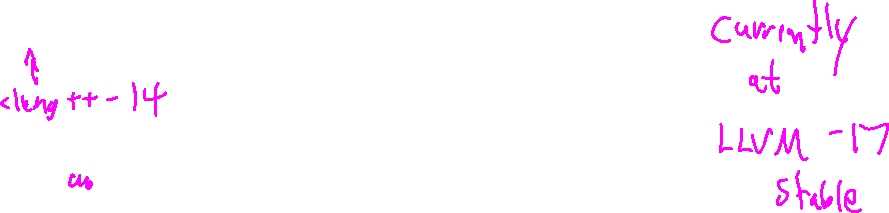 clang++-14
currently
at
LLVM-17
stable